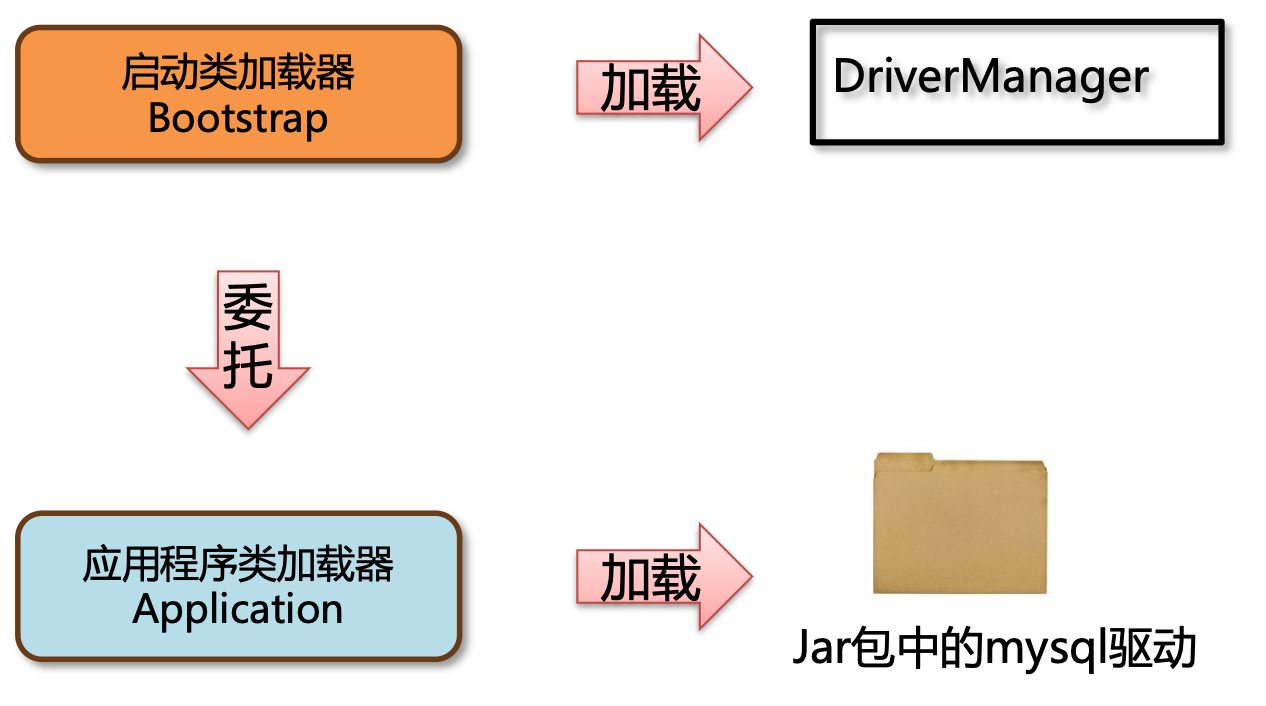 启动类加载器
Bootstrap
加载
DriverManager
委
托
应用程序类加载器
Application
加载
Jar包中的mysql驱动